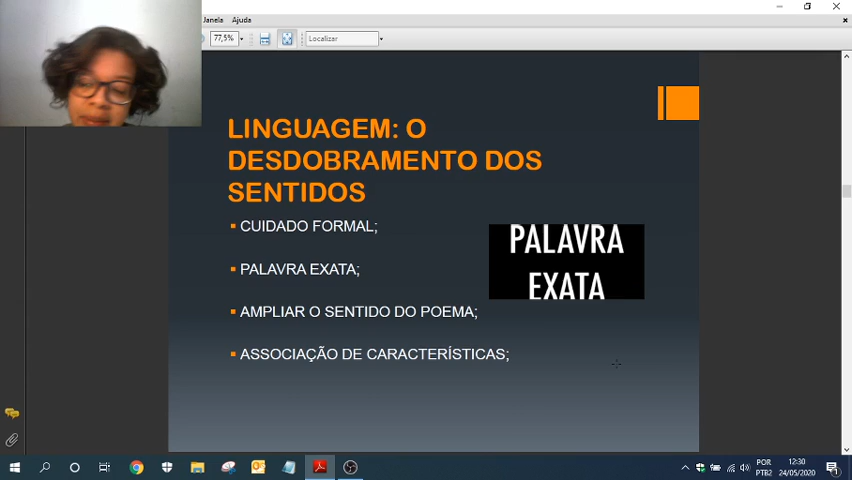 Janela Ajuda
77,5% Localizar
LINGUAGEM: O
DESDOBRAMENTO DOS
SENTIDOS
CUIDADO FORMAL;
PALAVRA EXATA;
AMPLIAR O SENTIDO DO POEMA;
ASSOCIAÇÃO DE CARACTERÍSTICAS;
PALAVRA
EXATA
POR 12:30
PTB2 24/05/2020